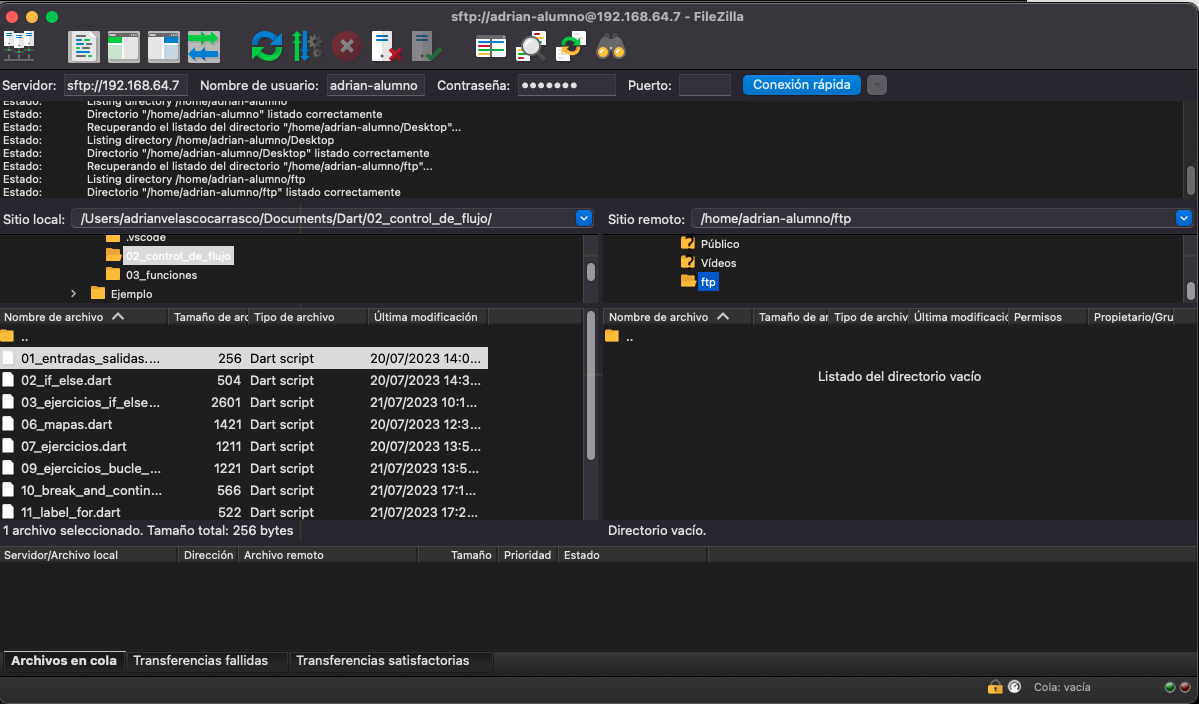 sftp://adrian-alumno@192.168.64.7 - FileZilla
Servidor: sftp://192.168.64.7 Nombre de usuario: adrian-alumno Contraseña: ●●●●●●● Puerto: Conexión rápida
Estado: Listing directory /home/adrian-alumno
Estado: Directorio "/home/adrian-alumno" listado correctamente
Estado: Recuperando el listado del directorio "/home/adrian-alumno/Desktop"...
Estado: Listing directory /home/adrian-alumno/Desktop
Estado: Directorio "/home/adrian-alumno/Desktop" listado correctamente
Estado: Recuperando el listado del directorio "/home/adrian-alumno/ftp"...
Estado: Listing directory /home/adrian-alumno/ftp
Estado: Directorio "/home/adrian-alumno/ftp" listado correctamente
Sitio local: /Users/adrianvelascocarrasco/Documents/Dart/02_control_de_flujo/
.vscode
02_control_de_flujo
03_funciones
Ejemplo
Nombre de archivo Tamaño de arc Tipo de archivo Última modificación
..
01_entradas_salidas.... 256 Dart script 20/07/2023 14:0...
02_if_else.dart 504 Dart script 20/07/2023 14:3...
03_ejercicios_if_else... 2601 Dart script 21/07/2023 10:1...
06_mapas.dart 1421 Dart script 20/07/2023 12:3...
07_ejercicios.dart 1211 Dart script 20/07/2023 13:5...
09_ejercicios_bucle_... 1221 Dart script 21/07/2023 13:5...
10_break_and_contin... 566 Dart script 21/07/2023 17:1...
11_label_for.dart 522 Dart script 21/07/2023 17:2...
1 archivo seleccionado. Tamaño total: 256 bytes
Sitio remoto: /home/adrian-alumno/ftp
Público
Vídeos
ftp
Nombre de archivo Tamaño de ar Tipo de archiv Última modificació Permisos Propietario/Gru
..
Listado del directorio vacío
Directorio vacío.
Servidor/Archivo local Dirección Archivo remoto Tamaño Prioridad Estado
Archivos en cola Transferencias fallidas Transferencias satisfactorias
Cola: vacía